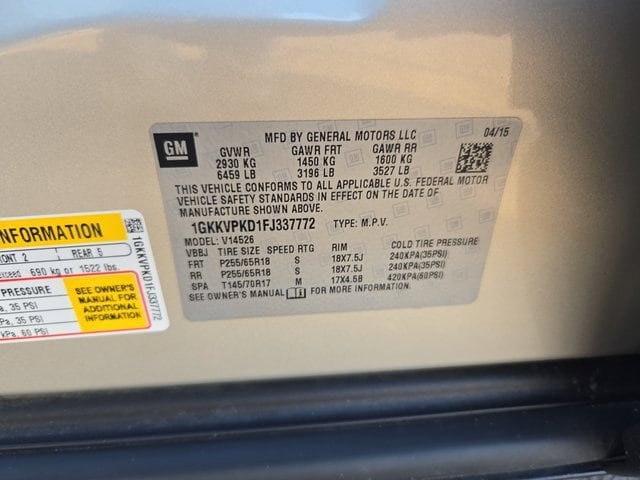 GM
MFD BY GENERAL MOTORS LLC
04/15
GVWR GAWR FRT GAWR RR
2930 KG 1450 KG 1600 KG
6459 LB 3196 LB 3527 LB
THIS VEHICLE CONFORMS TO ALL APPLICABLE U.S. FEDERAL MOTOR
VEHICLE SAFETY STANDARDS IN EFFECT ON THE DATE OF
MANUFACTURE SHOWN ABOVE.
1GKKVPKD1FJ337772 TYPE: M.P.V.
MODEL: V14526
VBBJ TIRE SIZE SPEED RTG RIM COLD TIRE PRESSURE
FRT P255/65R18 S 18X7.5J 240KPA(35PSI)
RR P255/65R18 S 18X7.5J 240KPA(35PSI)
SPA T145/70R17 M 17X4.5B 420KPA(60PSI)
SEE OWNER'S MANUAL FOR MORE INFORMATION.
INFORMATION
2 REAR 5
exceed 690 kg or 1522 lbs.
PRESSURE
35 PSI
35 PSI
kPa, 60 PSI
SEE OWNER'S
MANUAL FOR
ADDITIONAL
INFORMATION
1GKKVPKD1FJ337772